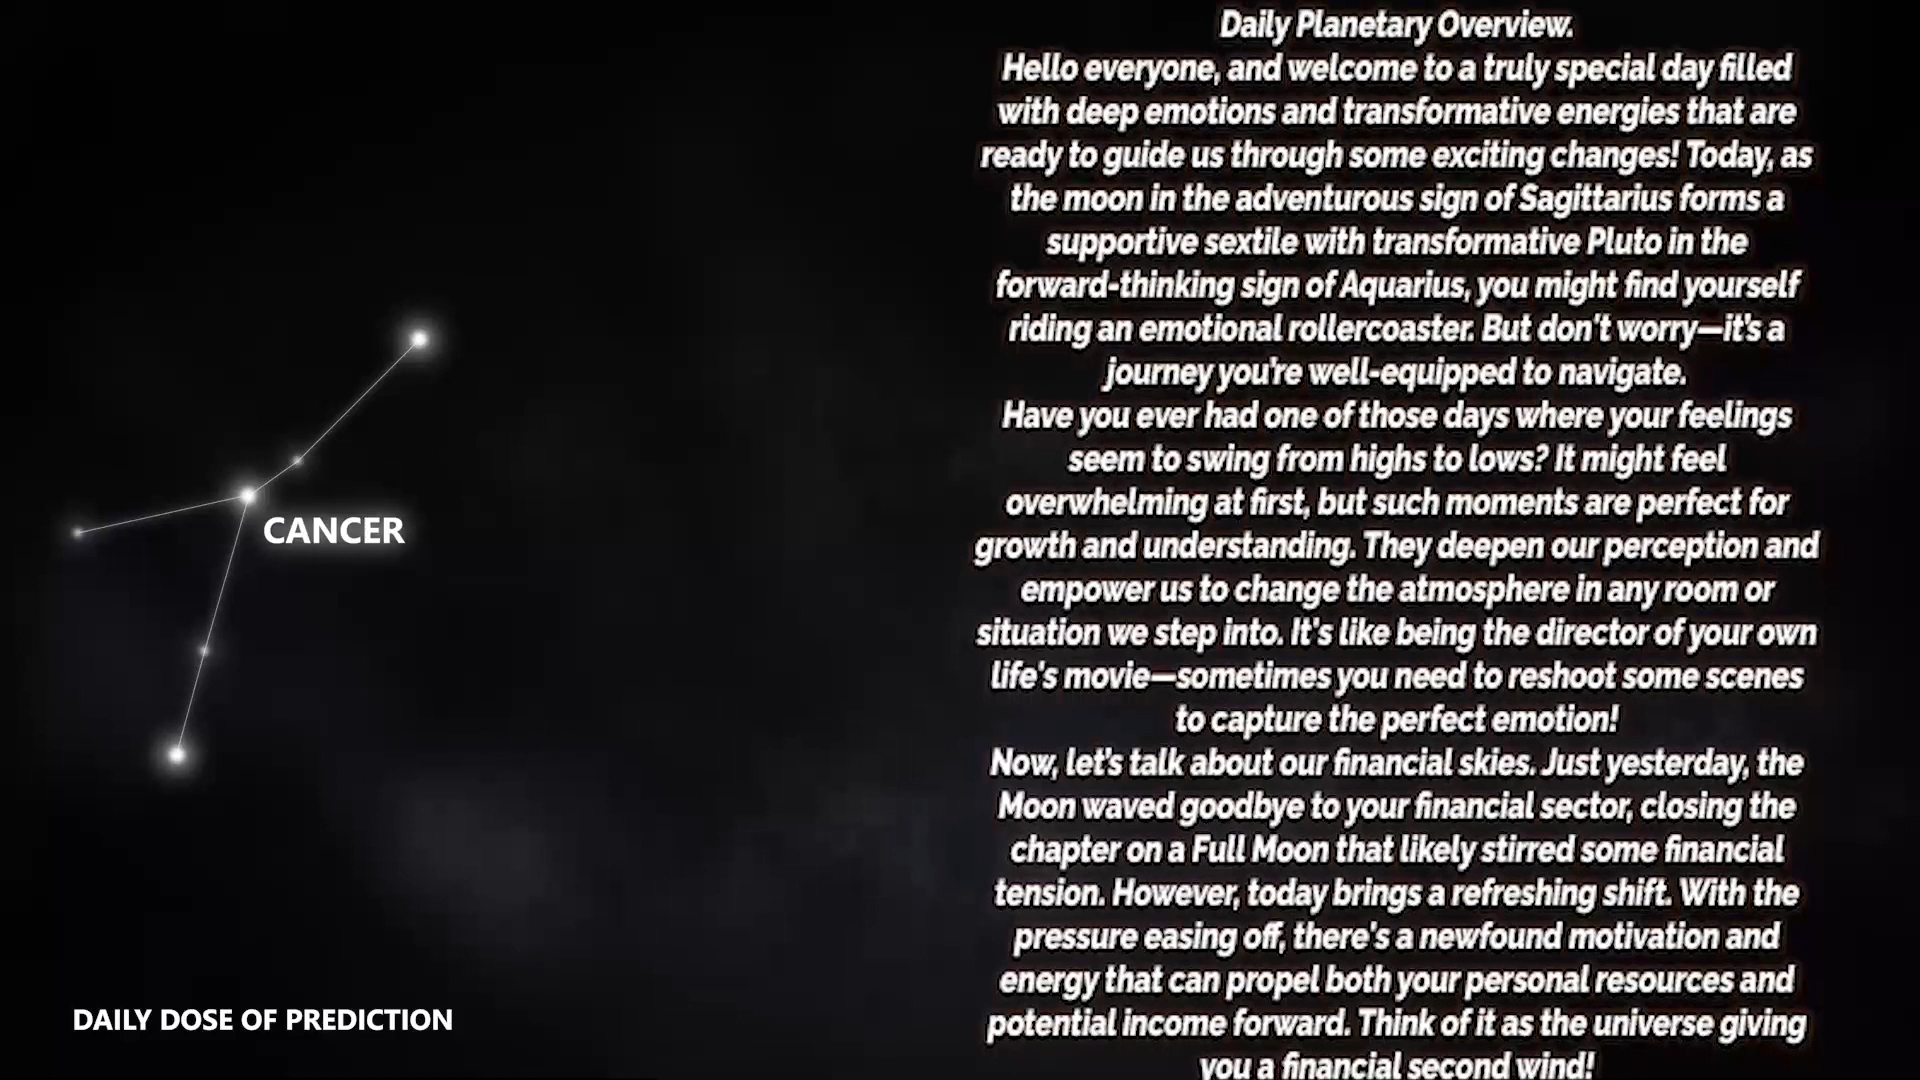 CANCER
DAILY DOSE OF PREDICTION
Daily Planetary Overview.
Hello everyone, and welcome to a truly special day filled
with deep emotions and transformative energies that are
ready to guide us through some exciting changes! Today, as
the moon in the adventurous sign of Sagittarius forms a
supportive sextile with transformative Pluto in the
forward-thinking sign of Aquarius, you might find yourself
riding an emotional rollercoaster. But don't worry—it's a
journey you're well-equipped to navigate.
Have you ever had one of those days where your feelings
seem to swing from highs to lows? It might feel
overwhelming at first, but such moments are perfect for
growth and understanding. They deepen our perception and
empower us to change the atmosphere in any room or
situation we step into. It's like being the director of your own
life's movie—sometimes you need to reshoot some scenes
to capture the perfect emotion!
Now, let's talk about our financial skies. Just yesterday, the
Moon waved goodbye to your financial sector, closing the
chapter on a Full Moon that likely stirred some financial
tension. However, today brings a refreshing shift. With the
pressure easing off, there's a newfound motivation and
energy that can propel both your personal resources and
potential income forward. Think of it as the universe giving
you a financial second wind!